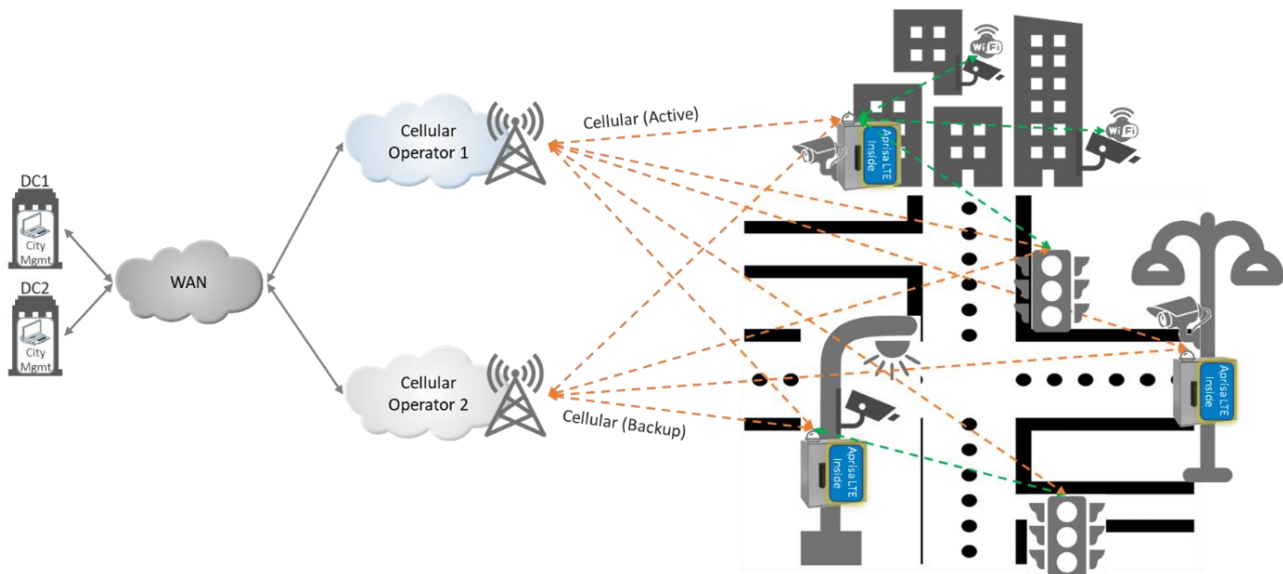 DC1
City
Mgmt
DC2
City
Mgmt
WAN
Cellular
Operator 1
Cellular
Operator 2
Cellular (Active)
Cellular (Backup)
Aprisa LTE
Inside
WiFi
WiFi
Aprisa LTE
Inside
Aprisa LTE
Inside